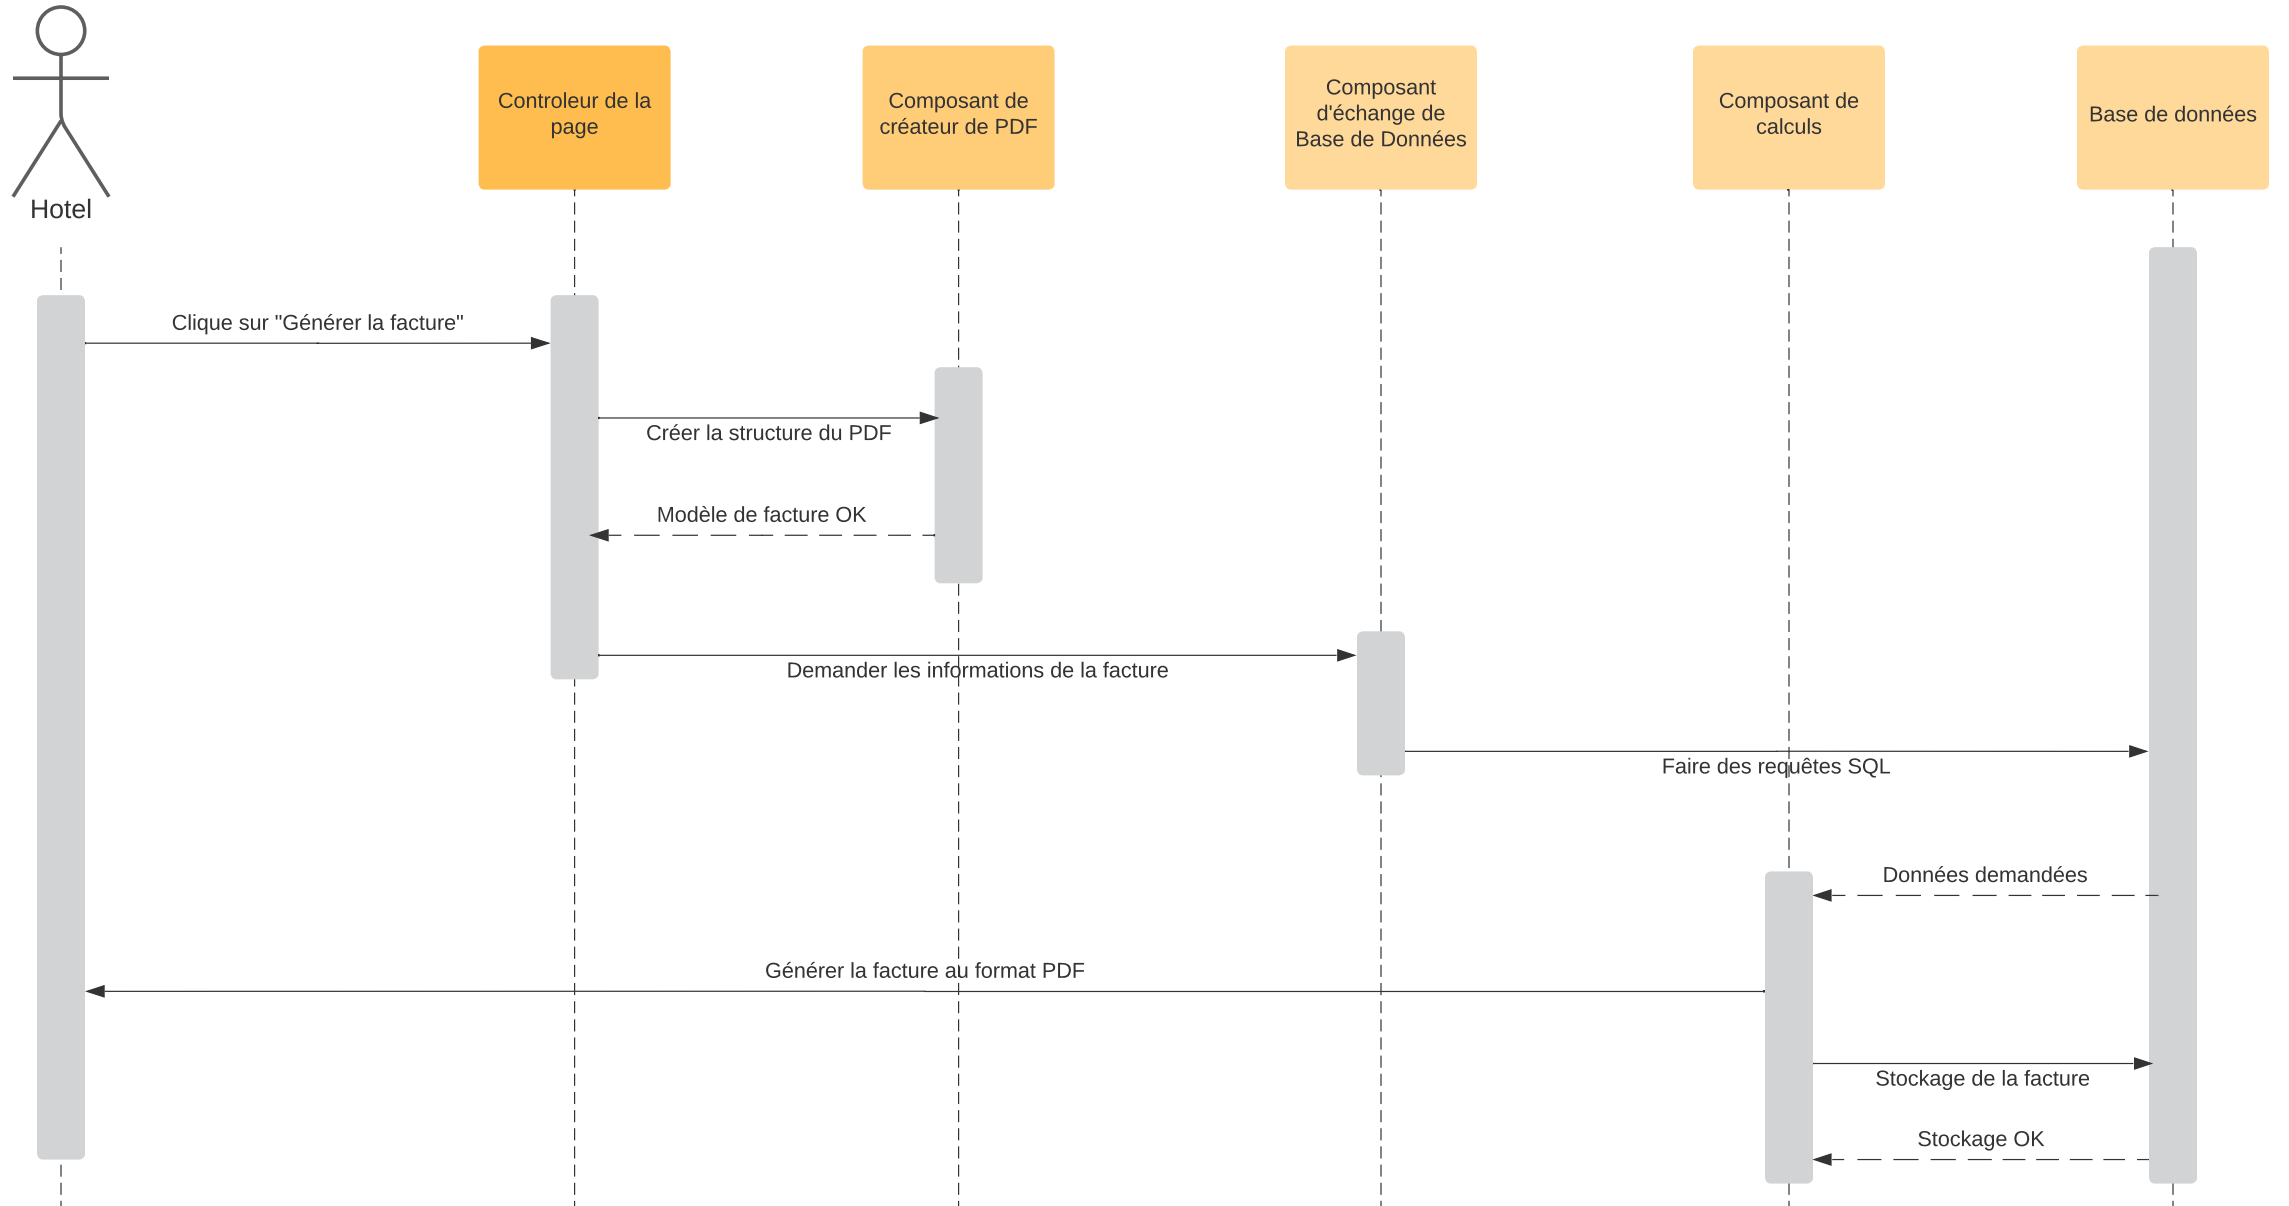 Hotel
Controleur de la
page
Composant de
créateur de PDF
Composant
d'échange de
Base de Données
Composant de
calculs
Base de données
Clique sur "Générer la facture"
Créer la structure du PDF
Modèle de facture OK
Demander les informations de la facture
Faire des requêtes SQL
Données demandées
Générer la facture au format PDF
Stockage de la facture
Stockage OK